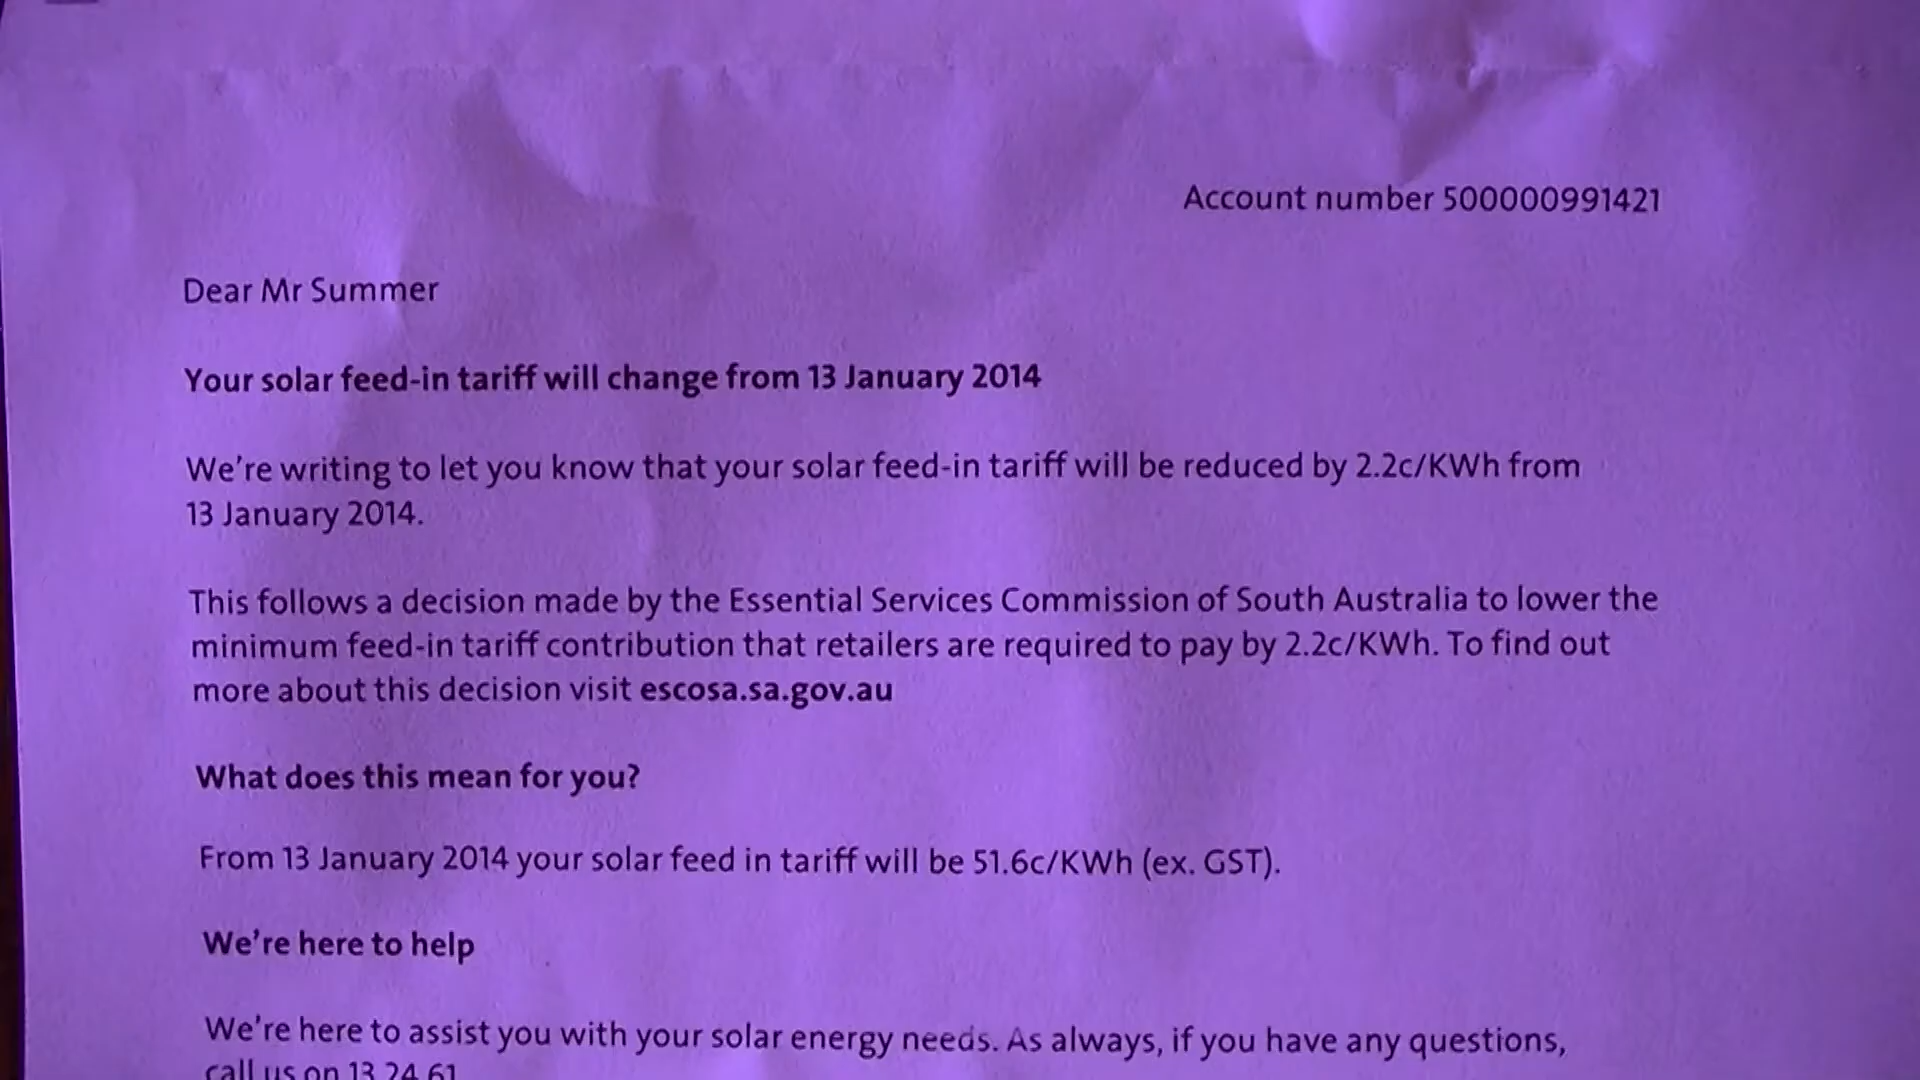 Account number 500000991421
Dear Mr Summer
Your solar feed-in tariff will change from 13 January 2014
We're writing to let you know that your solar feed-in tariff will be reduced by 2.2c/KWh from
13 January 2014.
This follows a decision made by the Essential Services Commission of South Australia to lower the
minimum feed-in tariff contribution that retailers are required to pay by 2.2c/KWh. To find out
more about this decision visit escosa.sa.gov.au
What does this mean for you?
From 13 January 2014 your solar feed in tariff will be 51.6c/KWh (ex. GST).
We're here to help
We're here to assist you with your solar energy needs. As always, if you have any questions,
call us on 13 24 61